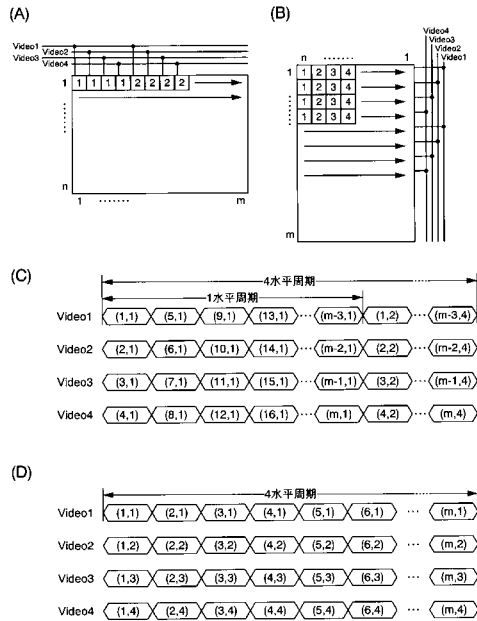 (A)
Video1
Video2
Video3
Video4
1 1 1 1 1 2 2 2 2
n
1 ······· m
(B)
Video4
Video3
Video2
Video1
n ······· 1
1 1 2 3 4
1 2 3 4
1 2 3 4
1 2 3 4
m
(C)
4水平周期
1水平周期
Video1 (1,1) (5,1) (9,1) (13,1) ··· (m-3,1) (1,2) ··· (m-3,4)
Video2 (2,1) (6,1) (10,1) (14,1) ··· (m-2,1) (2,2) ··· (m-2,4)
Video3 (3,1) (7,1) (11,1) (15,1) ··· (m-1,1) (3,2) ··· (m-1,4)
Video4 (4,1) (8,1) (12,1) (16,1) ··· (m,1) (4,2) ··· (m,4)
(D)
4水平周期
Video1 (1,1) (2,1) (3,1) (4,1) (5,1) (6,1) ··· (m,1)
Video2 (1,2) (2,2) (3,2) (4,2) (5,2) (6,2) ··· (m,2)
Video3 (1,3) (2,3) (3,3) (4,3) (5,3) (6,3) ··· (m,3)
Video4 (1,4) (2,4) (3,4) (4,4) (5,4) (6,4) ··· (m,4)